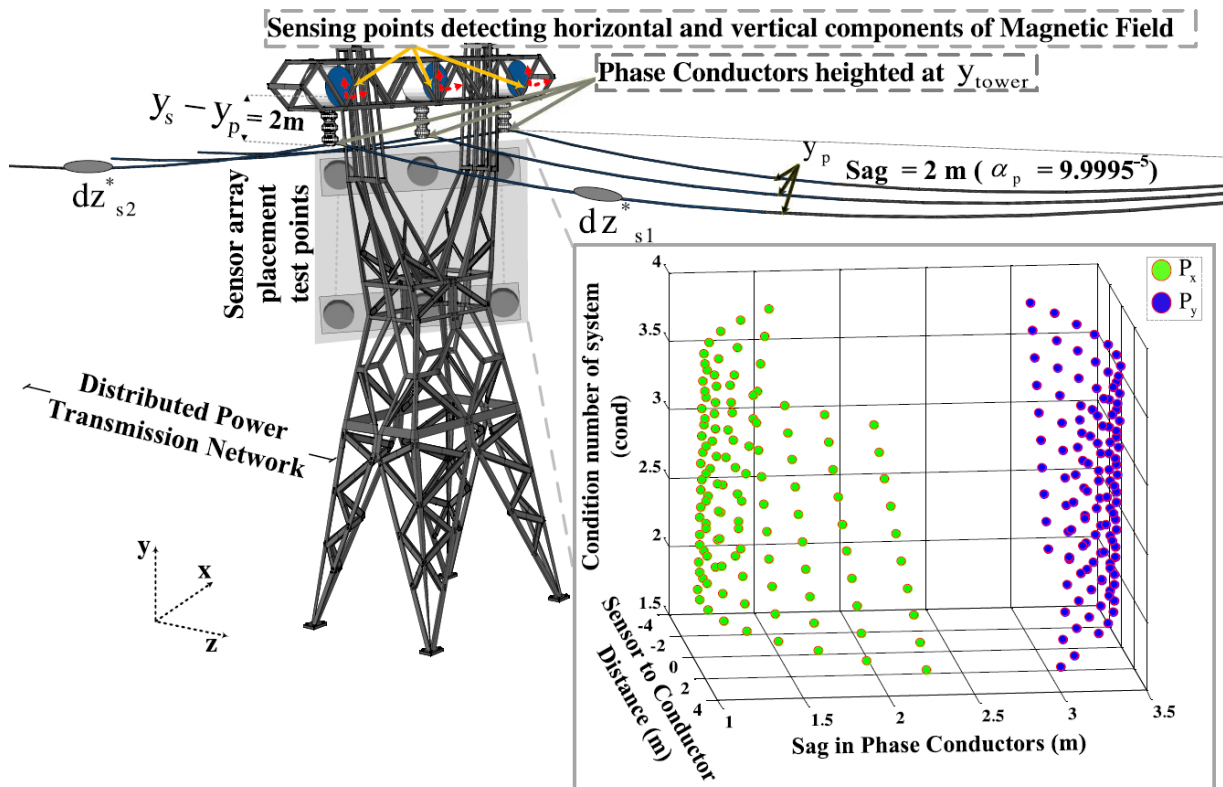 Sensing points detecting horizontal and vertical components of Magnetic Field
Phase Conductors heighted at y_tower
y_s − y_p = 2m
y_p
Sag = 2 m ( α_p = 9.9995^-5)
dz*_s2
dz*_s1
Sensor array
placement
test points
Distributed Power
Transmission Network
y
x
z
P_x
P_y
Condition number of system
(cond)
4
3.5
3
2.5
2
1.5
Sensor to Conductor
Distance (m)
-4
-2
0
2
4
1
1.5
2
2.5
3
3.5
Sag in Phase Conductors (m)